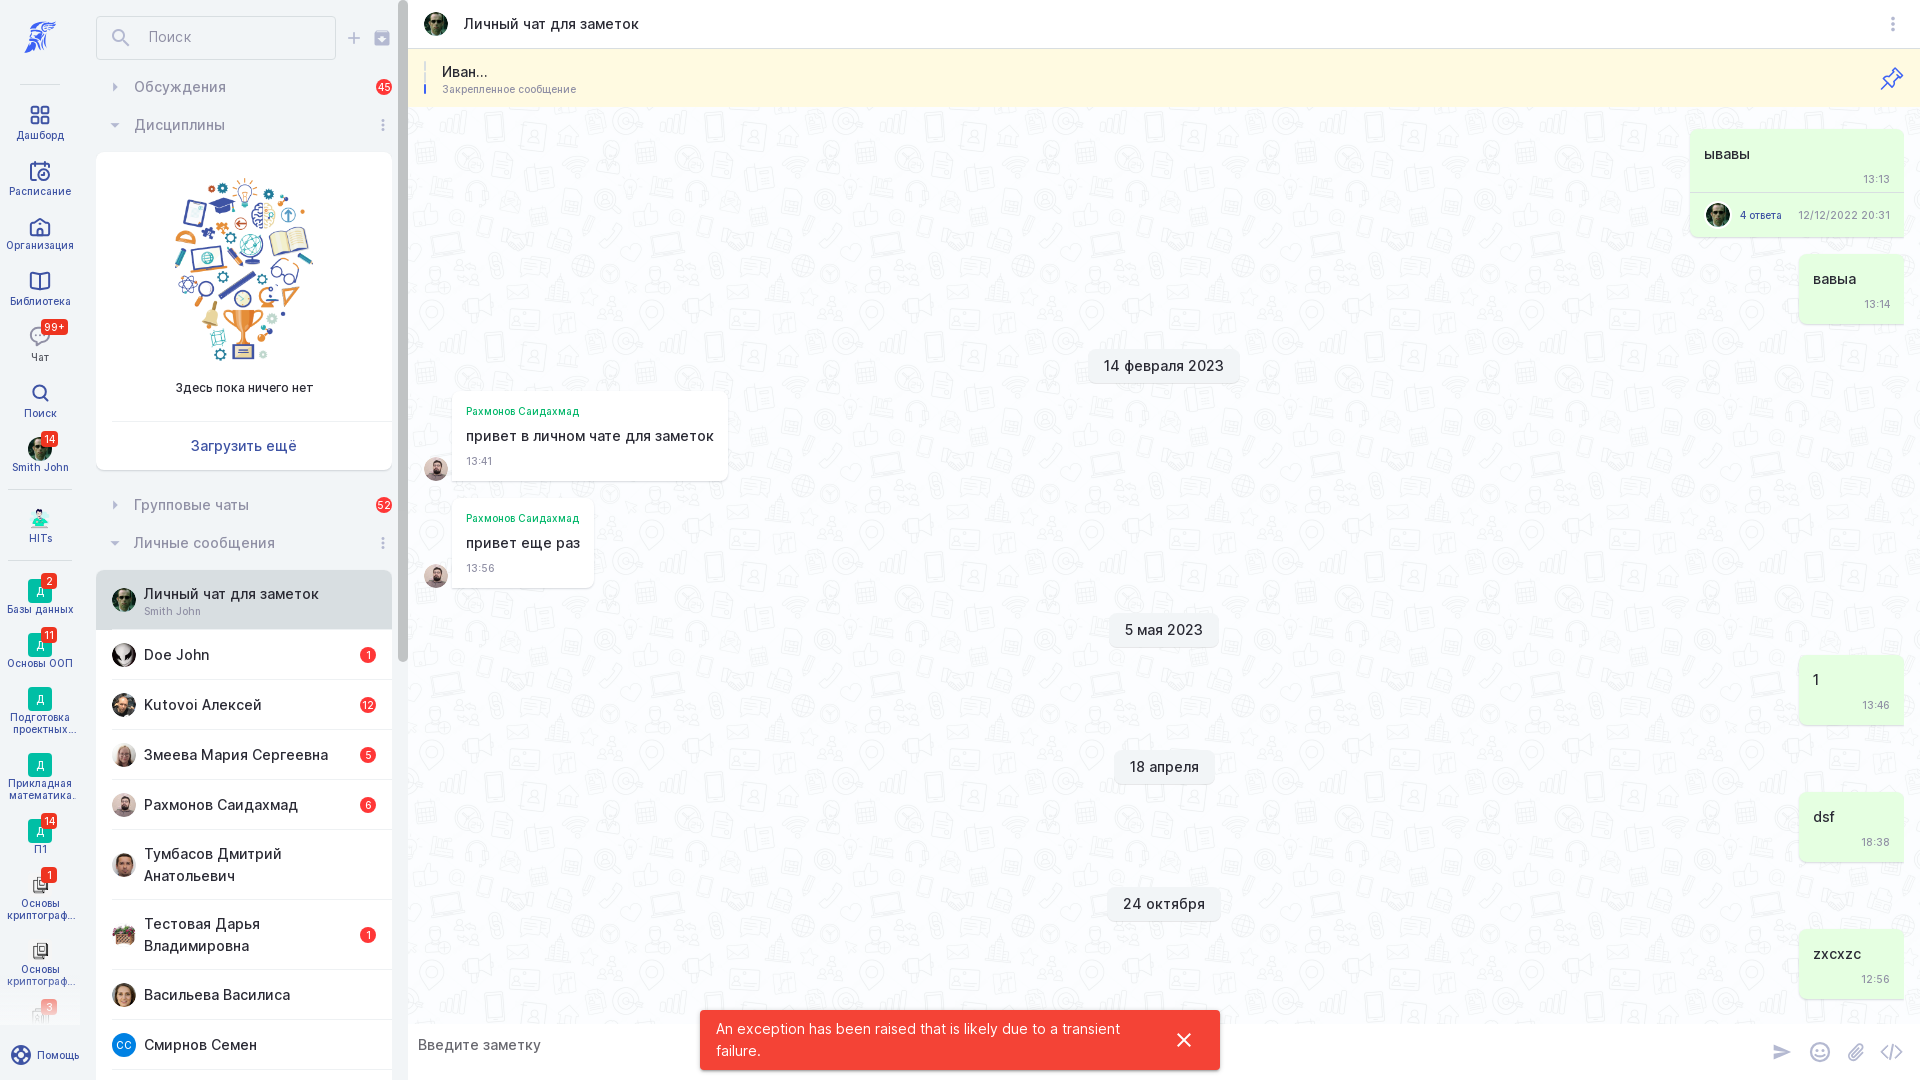 Дашборд
Расписание
Организация
Библиотека
99+
Чат
Поиск
14
Smith John
HITs
2
Д
Базы данных
11
Д
Основы ООП
Д
Подготовка
проектных...
Д
Прикладная
математика.
14
Д
П1
1
Основы
криптограф...
Основы
криптограф...
3
Помощь
Поиск
Обсуждения
45
Дисциплины
Здесь пока ничего нет
Загрузить ещё
Групповые чаты
52
Личные сообщения
Личный чат для заметок
Smith John
Doe John
1
Kutovoi Алексей
12
Змеева Мария Сергеевна
5
Рахмонов Саидахмад
6
Тумбасов Дмитрий
Анатольевич
Тестовая Дарья
Владимировна
1
Васильева Василиса
СС
Смирнов Семен
Личный чат для заметок
Иван...
Закрепленное сообщение
ывавы
13:13
4 ответа
12/12/2022 20:31
вавыа
13:14
14 февраля 2023
Рахмонов Саидахмад
привет в личном чате для заметок
13:41
Рахмонов Саидахмад
привет еще раз
13:56
5 мая 2023
1
13:46
18 апреля
dsf
18:38
24 октября
zxcxzc
12:56
An exception has been raised that is likely due to a transient
failure.
Введите заметку